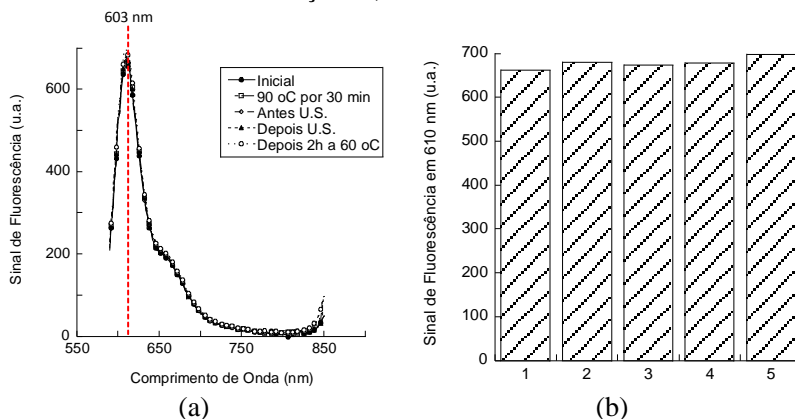 603 nm
Sinal de Fluorescência (u.a.)
600
400
200
0
550
650
750
850
Comprimento de Onda (nm)
Inicial
90 oC por 30 min
Antes U.S.
Depois U.S.
Depois 2h a 60 oC
(a)
Sinal de Fluorescência em 610 nm (u.a.)
700
600
500
400
300
200
100
0
1 2 3 4 5
(b)